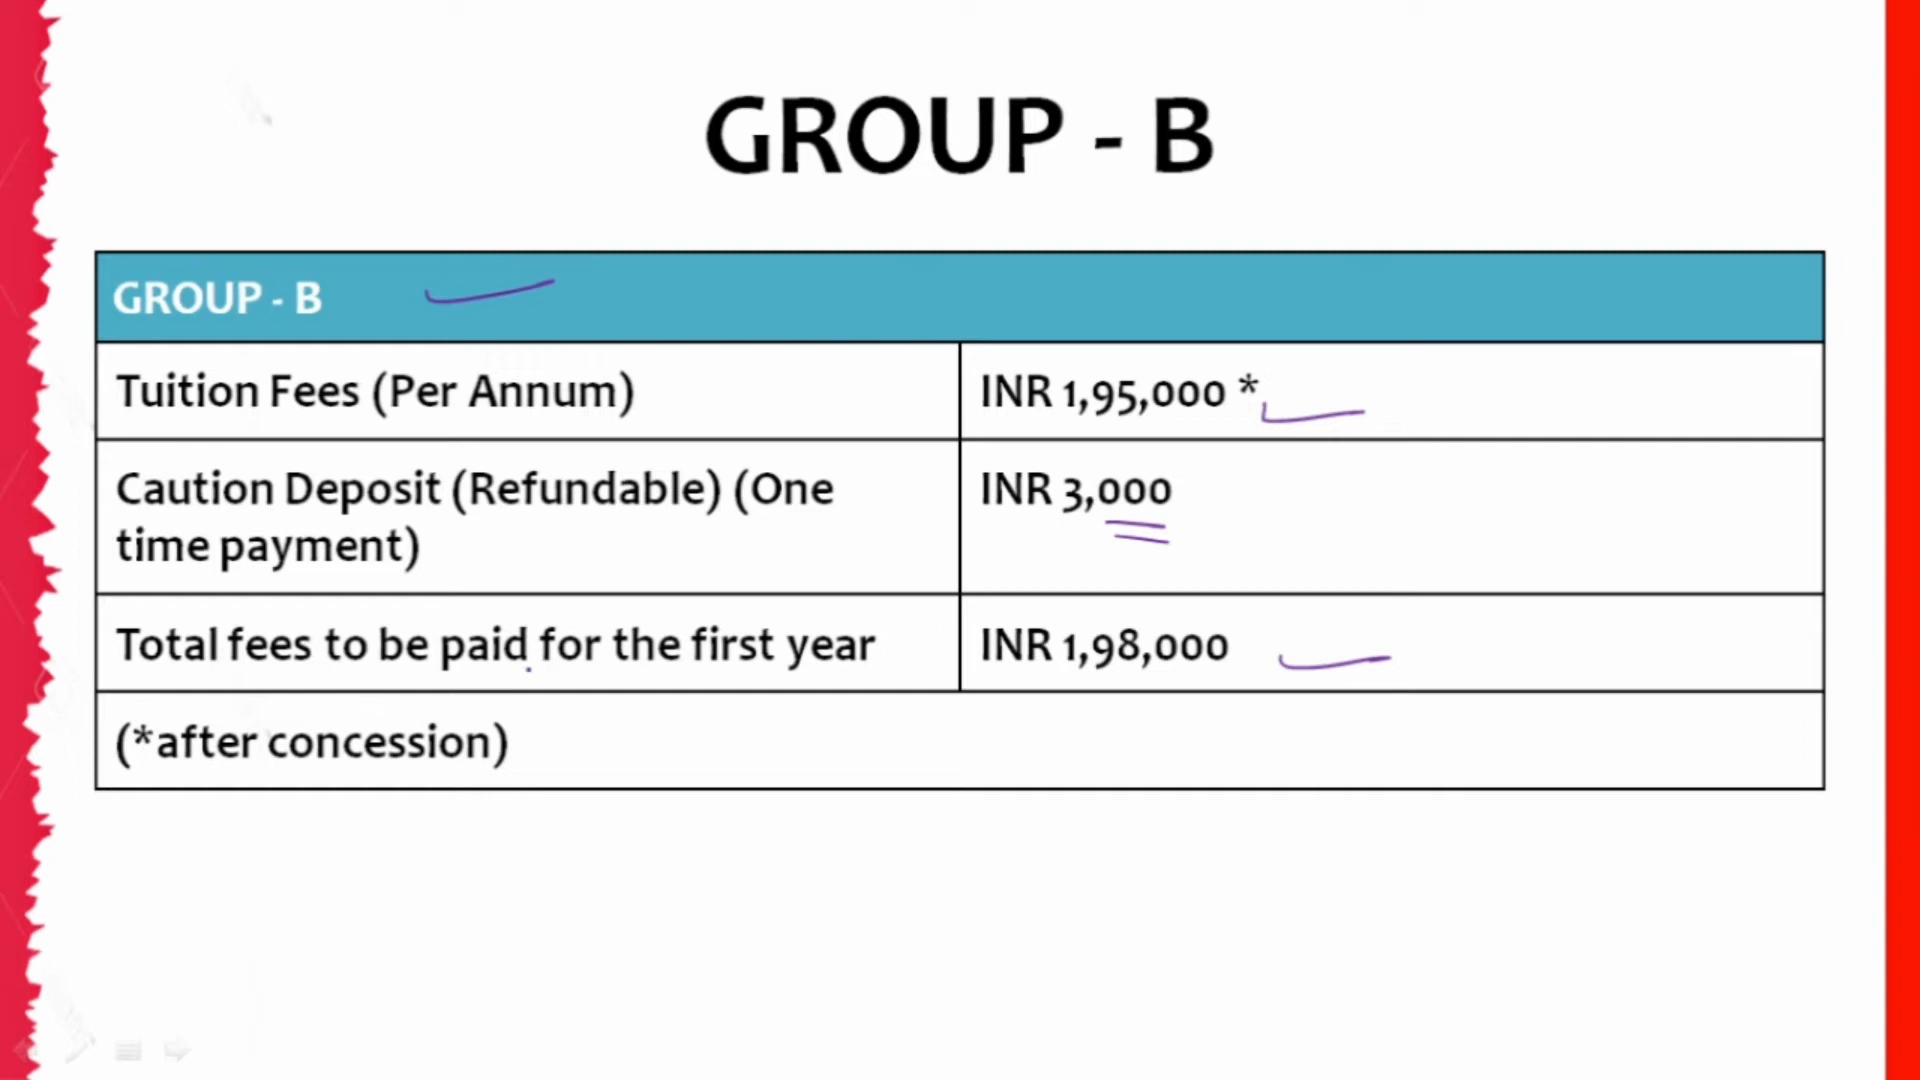 GROUP - B
GROUP - B
Tuition Fees (Per Annum)
INR 1,95,000 *
Caution Deposit (Refundable) (One
time payment)
INR 3,000
Total fees to be paid for the first year
INR 1,98,000
(*after concession)